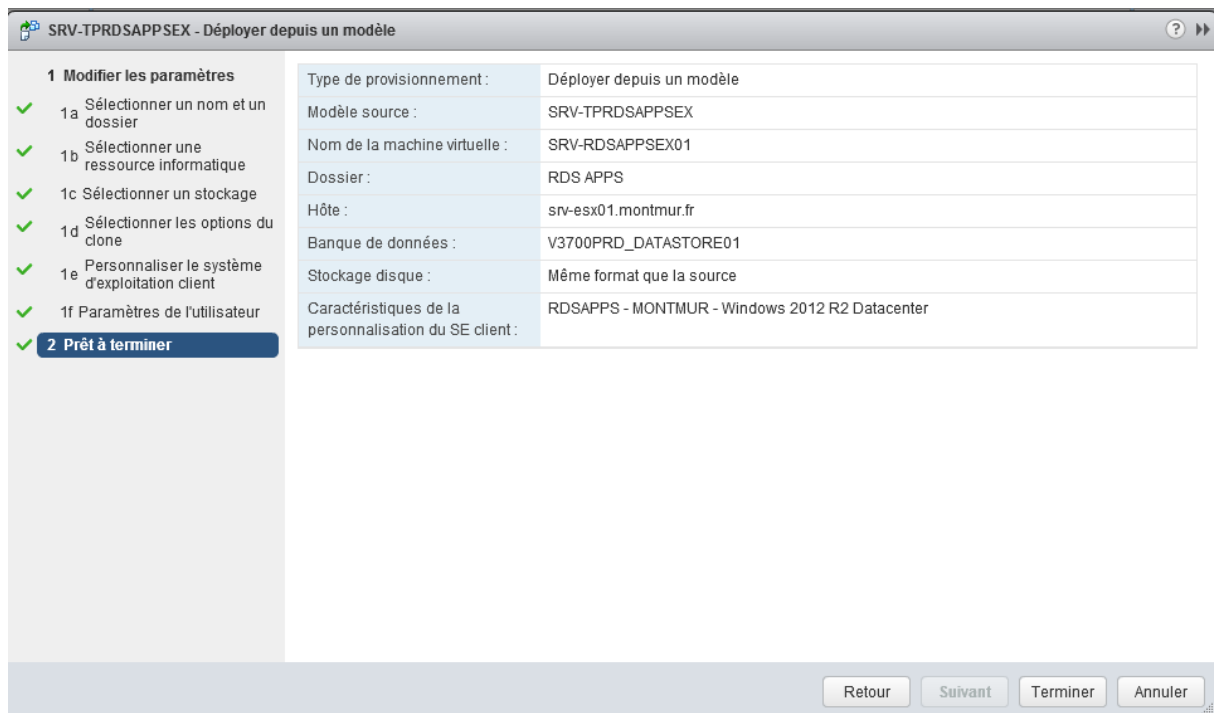 SRV-TPRDSAPPSEX - Déployer depuis un modèle
1 Modifier les paramètres
1a Sélectionner un nom et un
dossier
1b Sélectionner une
ressource informatique
1c Sélectionner un stockage
1d Sélectionner les options du
clone
1e Personnaliser le système
d'exploitation client
1f Paramètres de l'utilisateur
2 Prêt à terminer
Type de provisionnement : Déployer depuis un modèle
Modèle source : SRV-TPRDSAPPSEX
Nom de la machine virtuelle : SRV-RDSAPPSEX01
Dossier : RDS APPS
Hôte : srv-esx01.montmur.fr
Banque de données : V3700PRD_DATASTORE01
Stockage disque : Même format que la source
Caractéristiques de la RDSAPPS - MONTMUR - Windows 2012 R2 Datacenter
personnalisation du SE client :
Retour Suivant Terminer Annuler